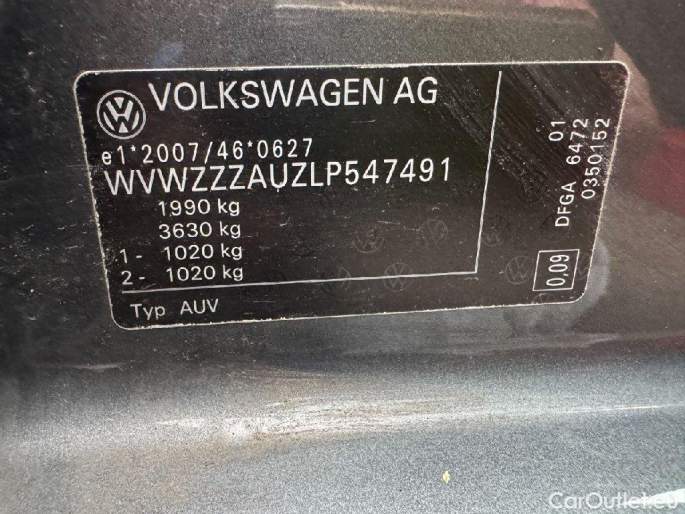 VOLKSWAGEN AG
e1*2007/46*0627
WVWZZZAUZLP547491
1990 kg
3630 kg
1 - 1020 kg
2 - 1020 kg
Typ AUV
01
DFGA 6472
0350152
0,09
CarOutlet.eu